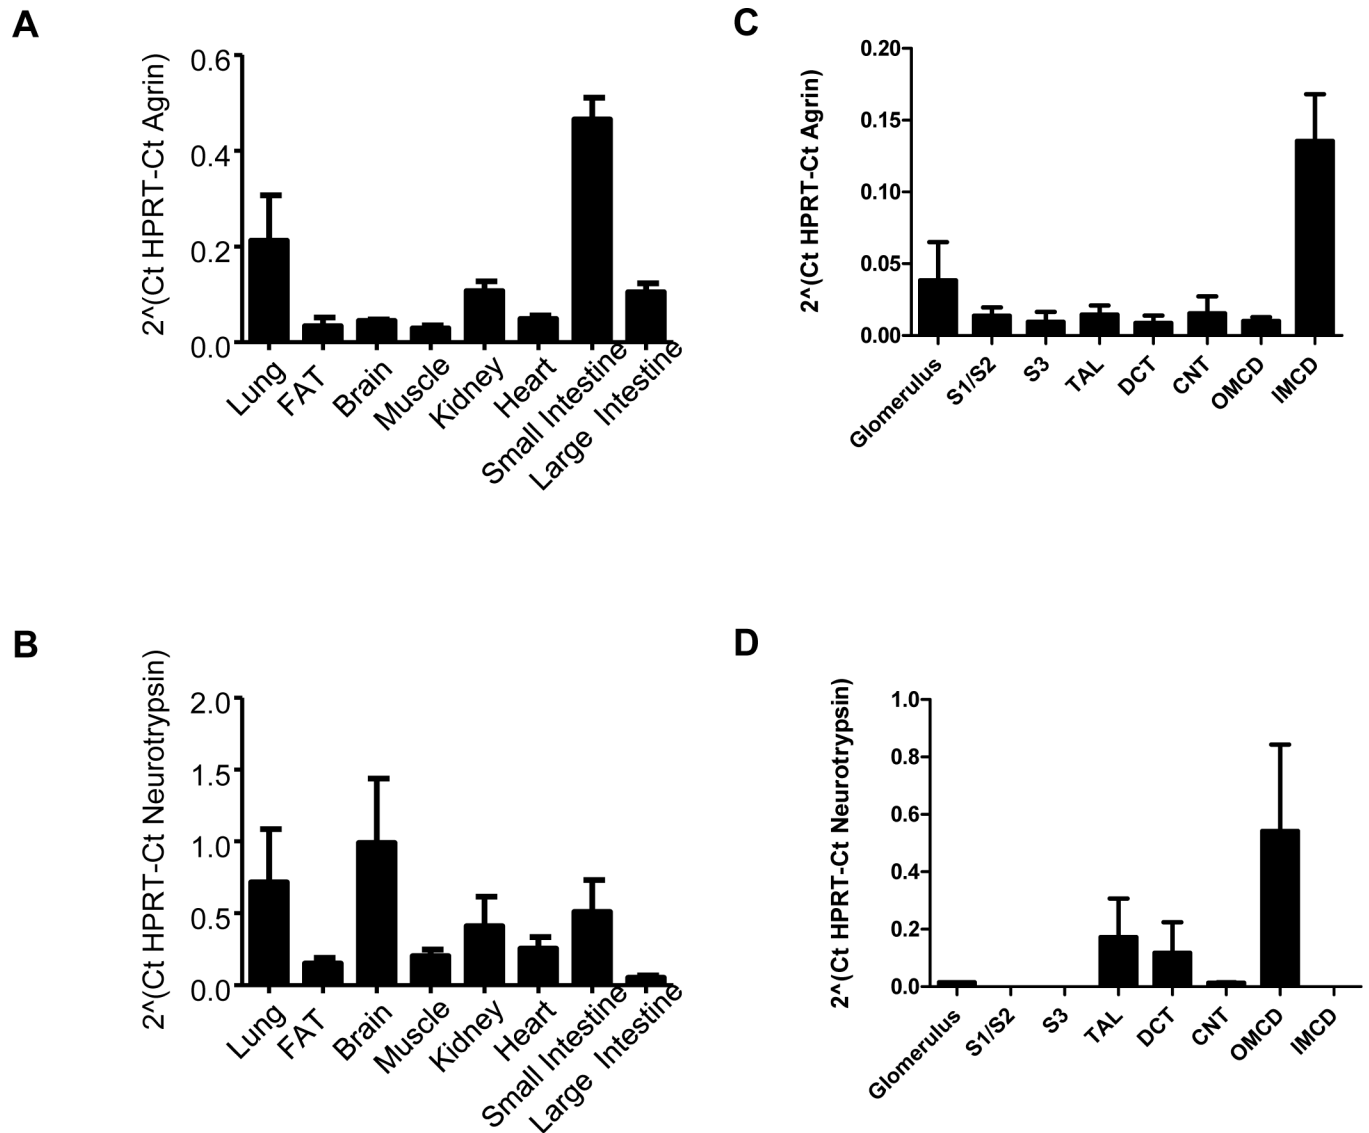 A
2^(Ct HPRT-Ct Agrin)
0.6
0.4
0.2
0.0
Lung
FAT
Brain
Muscle
Kidney
Heart
Small Intestine
Large Intestine
C
2^(Ct HPRT-Ct Agrin)
0.20
0.15
0.10
0.05
0.00
Glomerulus
S1/S2
S3
TAL
DCT
CNT
OMCD
IMCD
B
2^(Ct HPRT-Ct Neurotrypsin)
2.0
1.5
1.0
0.5
0.0
Lung
FAT
Brain
Muscle
Kidney
Heart
Small Intestine
Large Intestine
D
2^(Ct HPRT-Ct Neurotrypsin)
1.0
0.8
0.6
0.4
0.2
0.0
Glomerulus
S1/S2
S3
TAL
DCT
CNT
OMCD
IMCD